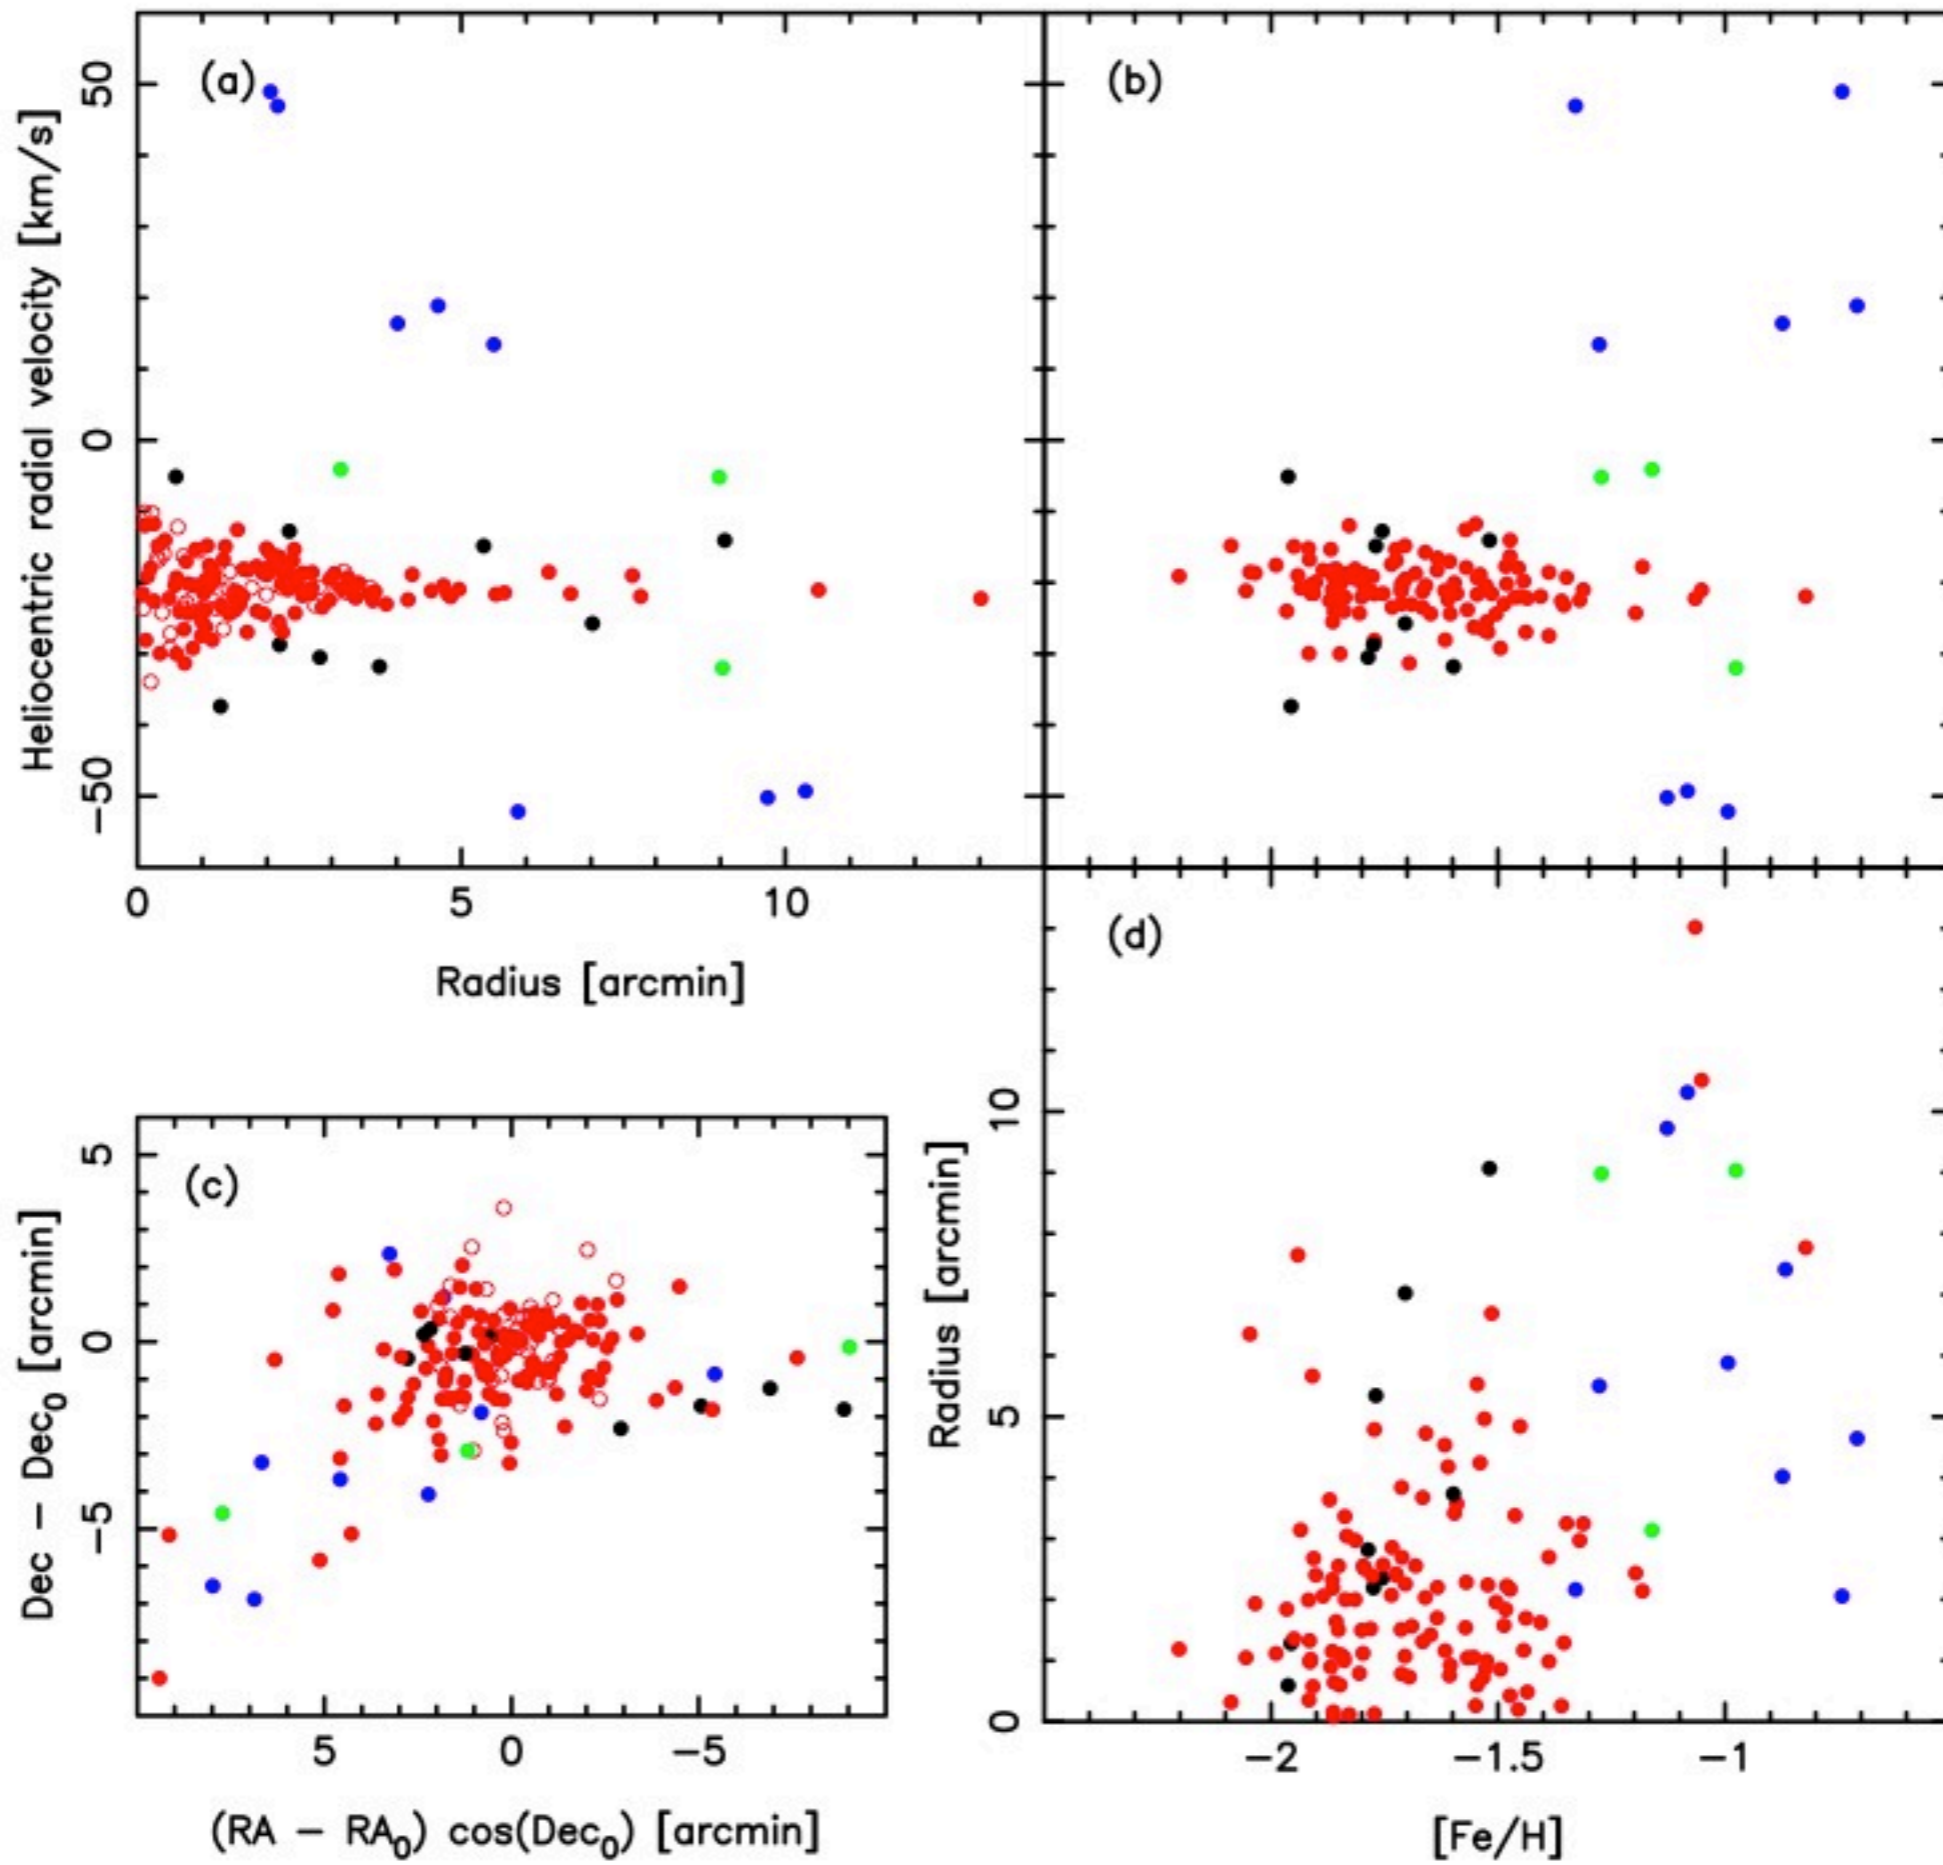 (a)
(b)
50
0
−50
Heliocentric radial velocity [km/s]
0 5 10
Radius [arcmin]
(c)
5
0
−5
Dec − Dec₀ [arcmin]
5 0 −5
(RA − RA₀) cos(Dec₀) [arcmin]
(d)
10
5
0
Radius [arcmin]
−2 −1.5 −1
[Fe/H]